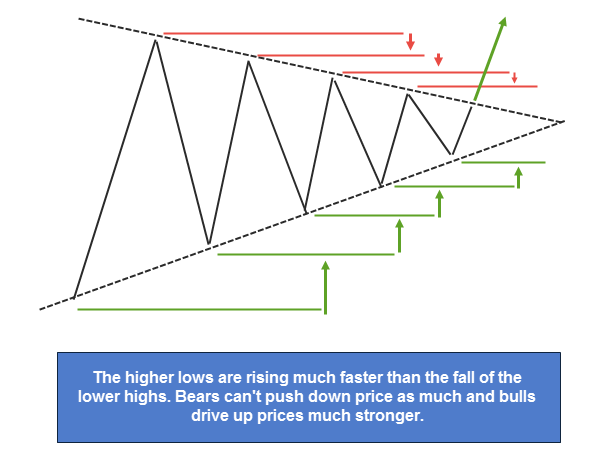 The higher lows are rising much faster than the fall of the
lower highs. Bears can't push down price as much and bulls
drive up prices much stronger.